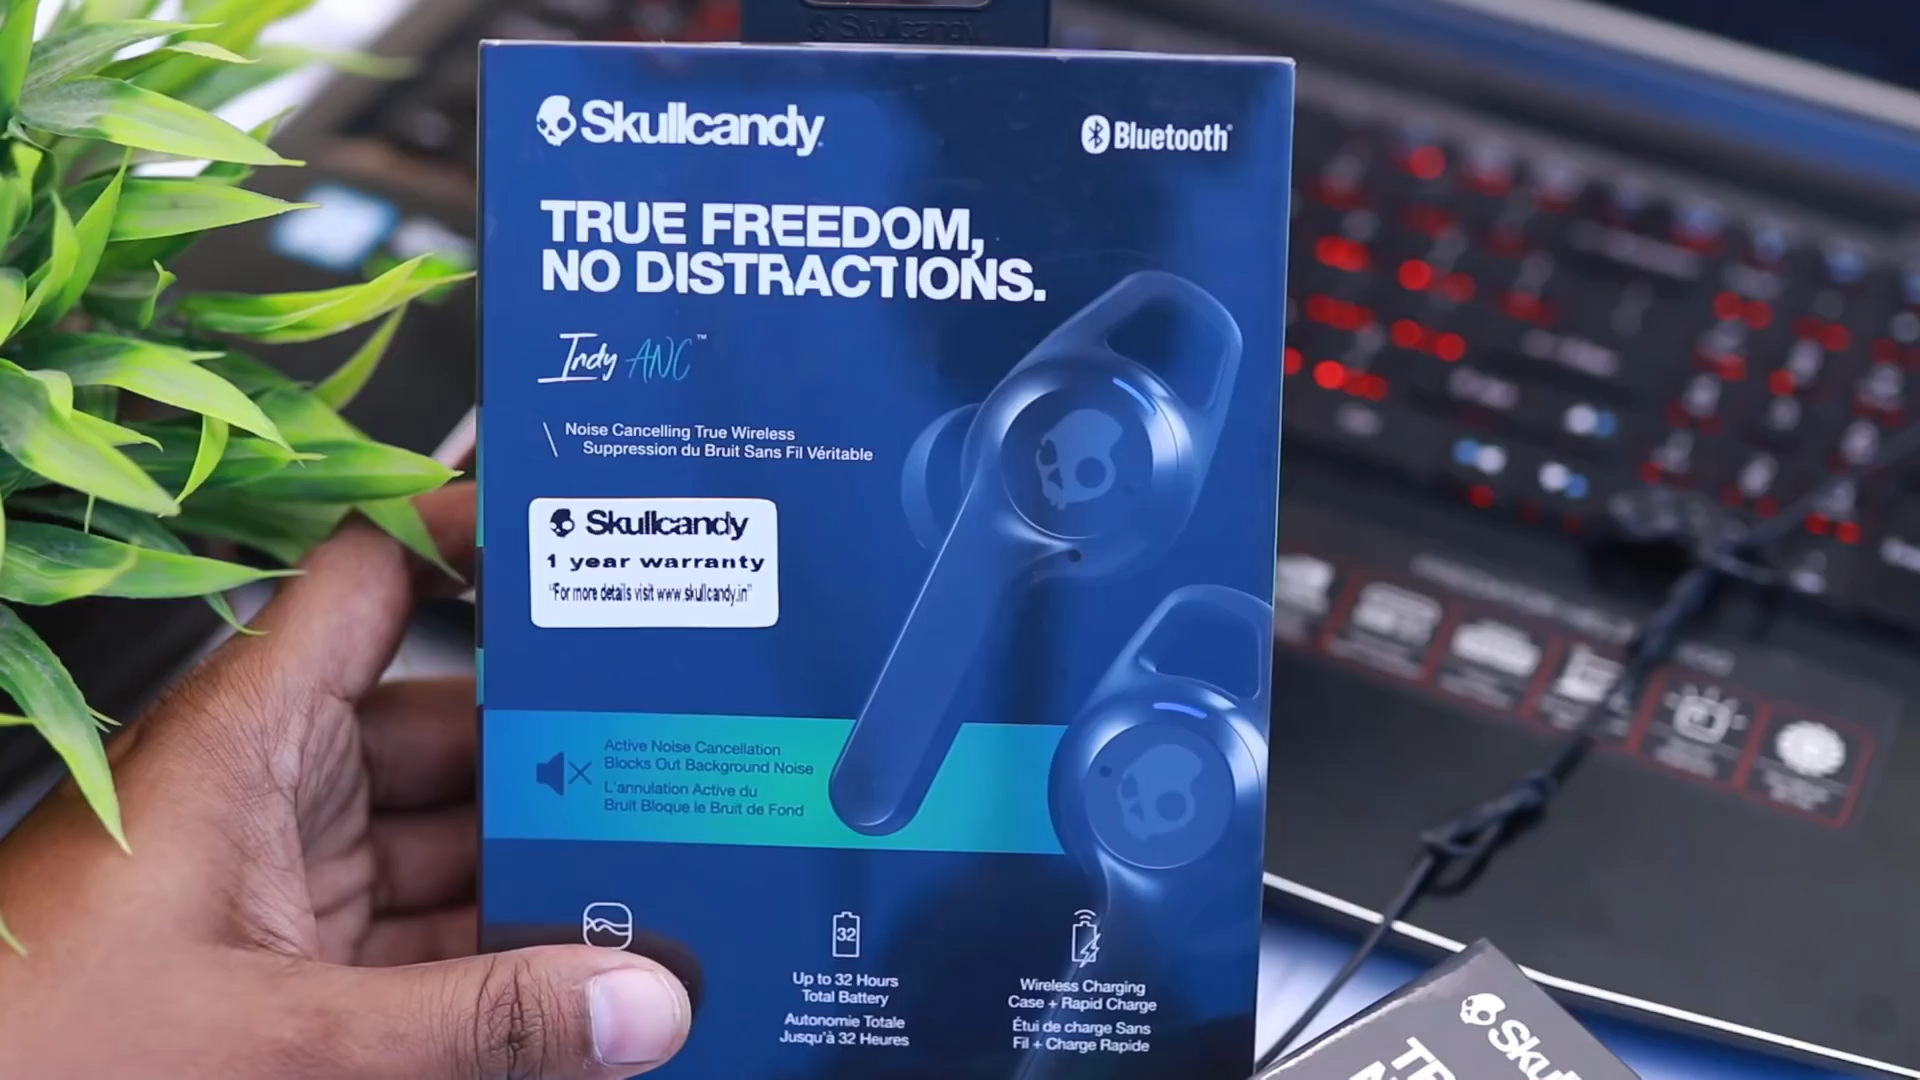 Skullcandy
Skullcandy
Bluetooth®
TRUE FREEDOM,
NO DISTRACTIONS.
Indy ANC™
Noise Cancelling True Wireless
Suppression du Bruit Sans Fil Véritable
Skullcandy
1 year warranty
"For more details visit www.skullcandy.in"
Active Noise Cancellation
Blocks Out Background Noise
L'annulation Active du
Bruit Bloque le Bruit de Fond
32
Up to 32 Hours
Total Battery
Autonomie Totale
Jusqu'à 32 Heures
Wireless Charging
Case + Rapid Charge
Étui de charge Sans
Fil + Charge Rapide
Skul